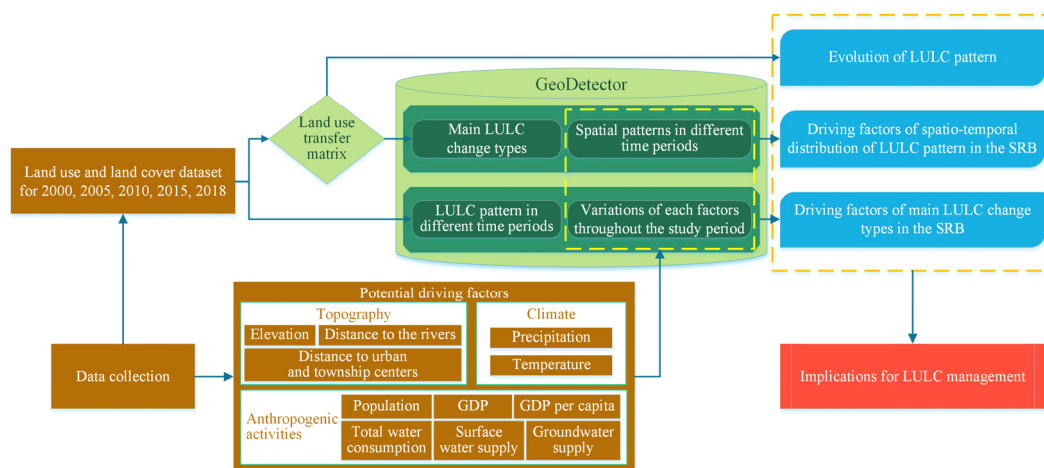 Evolution of LULC
pattern
GeoDetector
Land use
transfer
matrix
Main LULC
change types
Spatial patterns in different
time periods
Driving factors of spatio-temporal
distribution of LULC pattern in the SRB
Land use and land cover dataset
for 2000, 2005, 2010, 2015, 2018
LULC pattern in
different time periods
Variations of each factors
throughout the study period
Driving factors of main LULC change
types in the SRB
Potential driving factors
Topography
Elevation
Distance to the rivers
Distance to urban
and township centers
Climate
Precipitation
Temperature
Data collection
Implications for LULC management
Anthropogenic
activities
Population
GDP
GDP per capita
Total water
consumption
Surface
water supply
Groundwater
supply